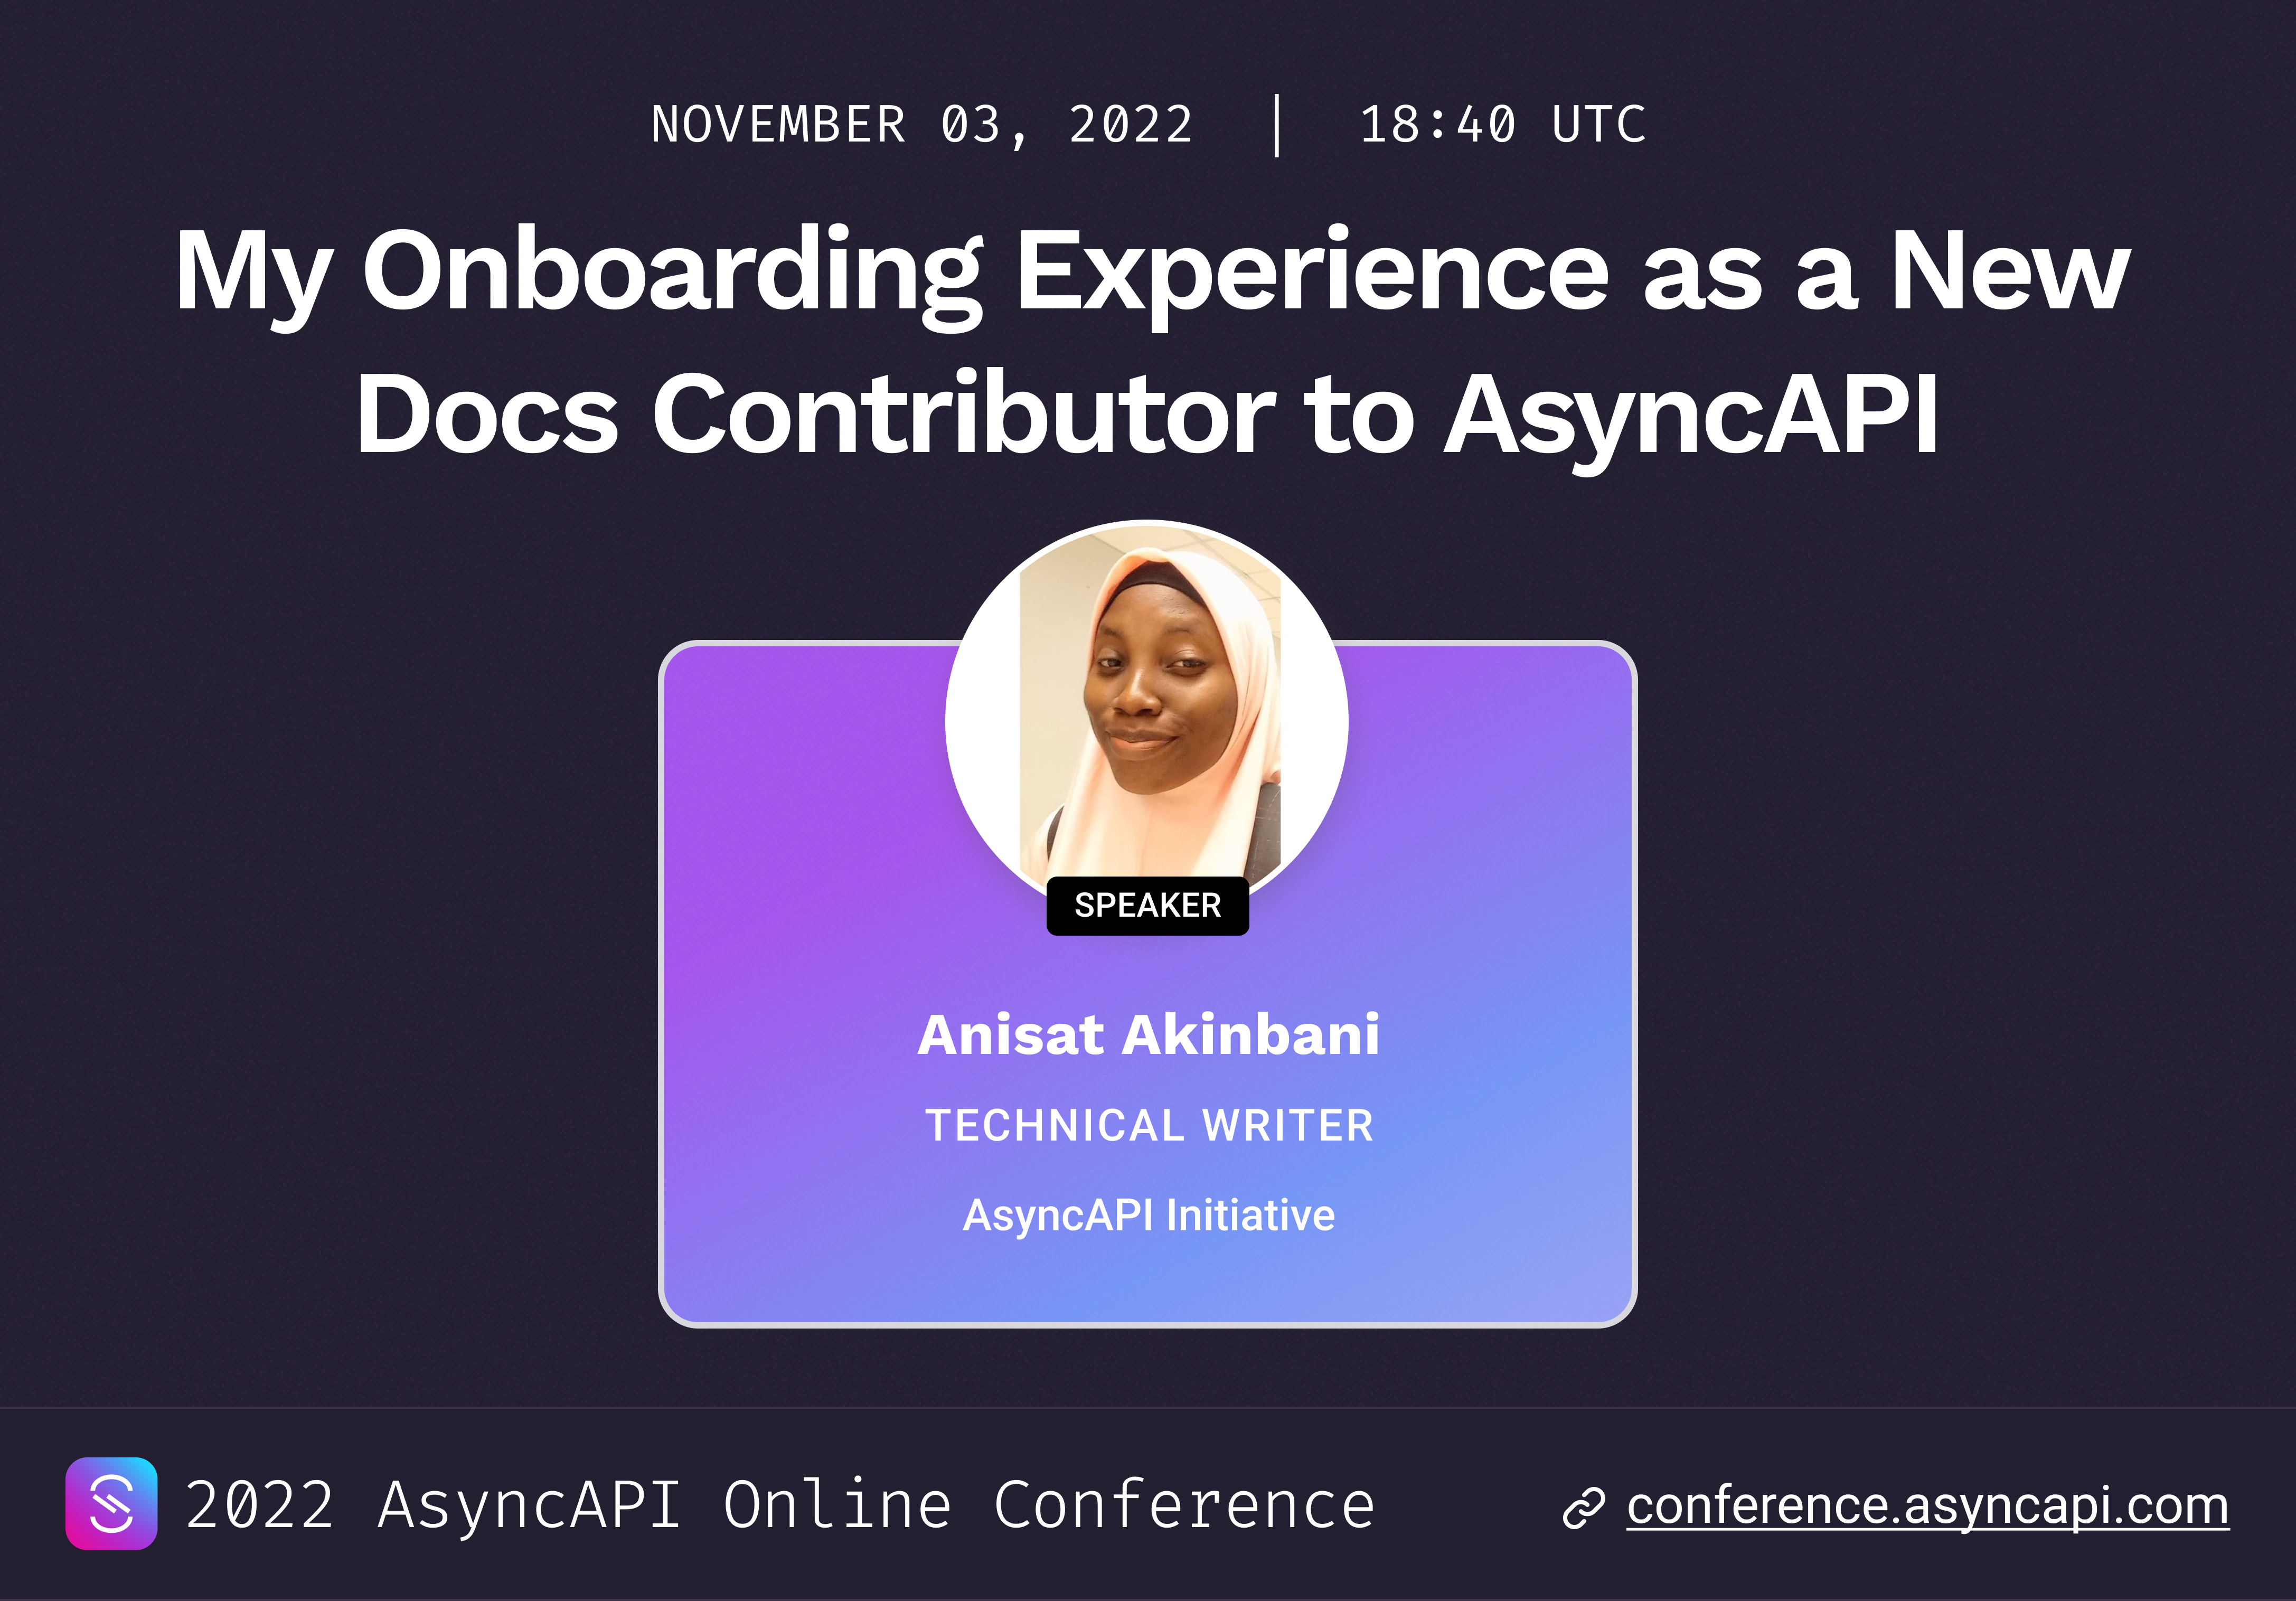 NOVEMBER 03, 2022 | 18:40 UTC
My Onboarding Experience as a New
Docs Contributor to AsyncAPI
SPEAKER
Anisat Akinbani
TECHNICAL WRITER
AsyncAPI Initiative
2022 AsyncAPI Online Conference
conference.asyncapi.com